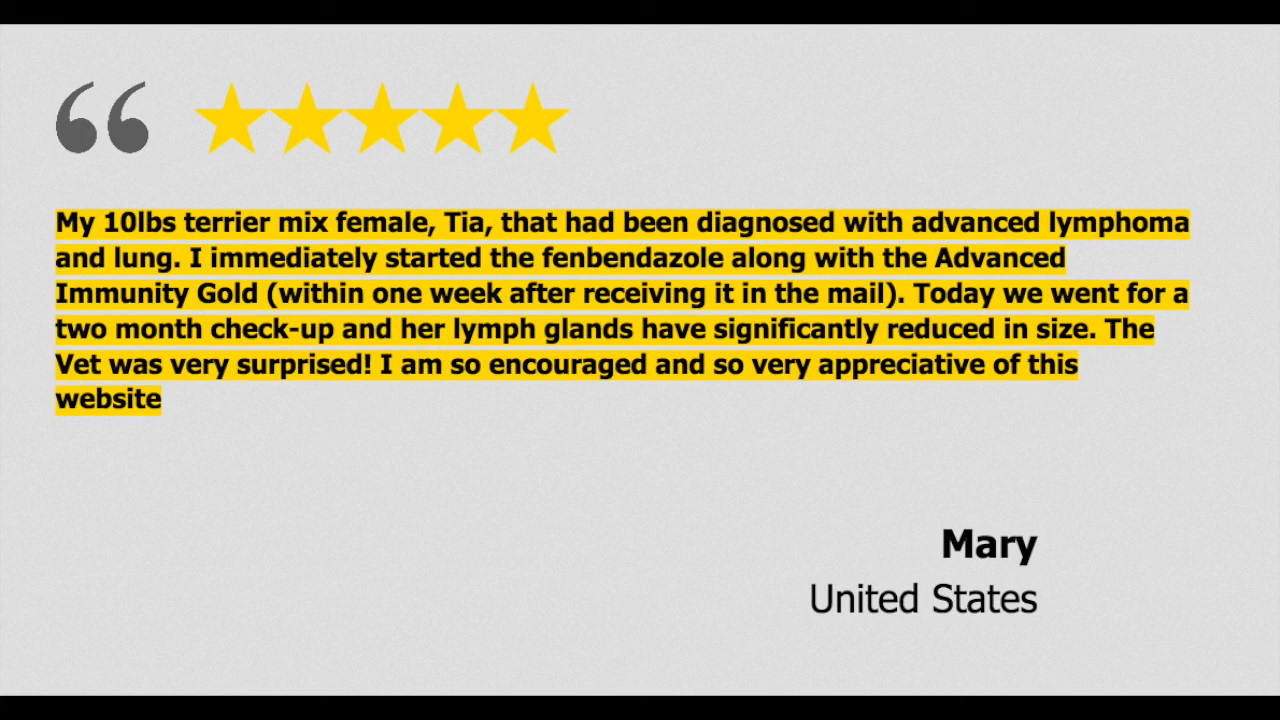 “
My 10lbs terrier mix female, Tia, that had been diagnosed with advanced lymphoma
and lung. I immediately started the fenbendazole along with the Advanced
Immunity Gold (within one week after receiving it in the mail). Today we went for a
two month check-up and her lymph glands have significantly reduced in size. The
Vet was very surprised! I am so encouraged and so very appreciative of this
website
Mary
United States